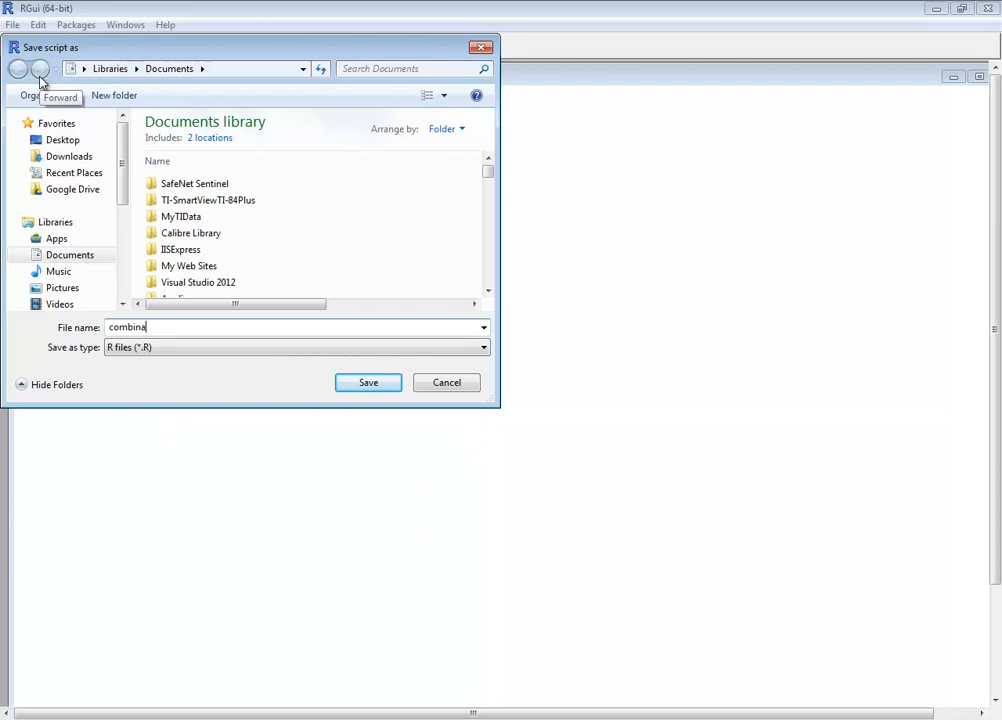 RGui (64-bit)
File Edit Packages Windows Help
Save script as
Libraries Documents Search Documents
Orga New folder
Forward
Favorites
Desktop
Downloads
Recent Places
Google Drive
Libraries
Apps
Documents
Music
Pictures
Videos
Documents library
Includes: 2 locations
Arrange by: Folder
Name
SafeNet Sentinel
TI-SmartViewTI-84Plus
MyTIData
Calibre Library
IISExpress
My Web Sites
Visual Studio 2012
File name: combina
Save as type: R files (*.R)
Hide Folders
Save
Cancel